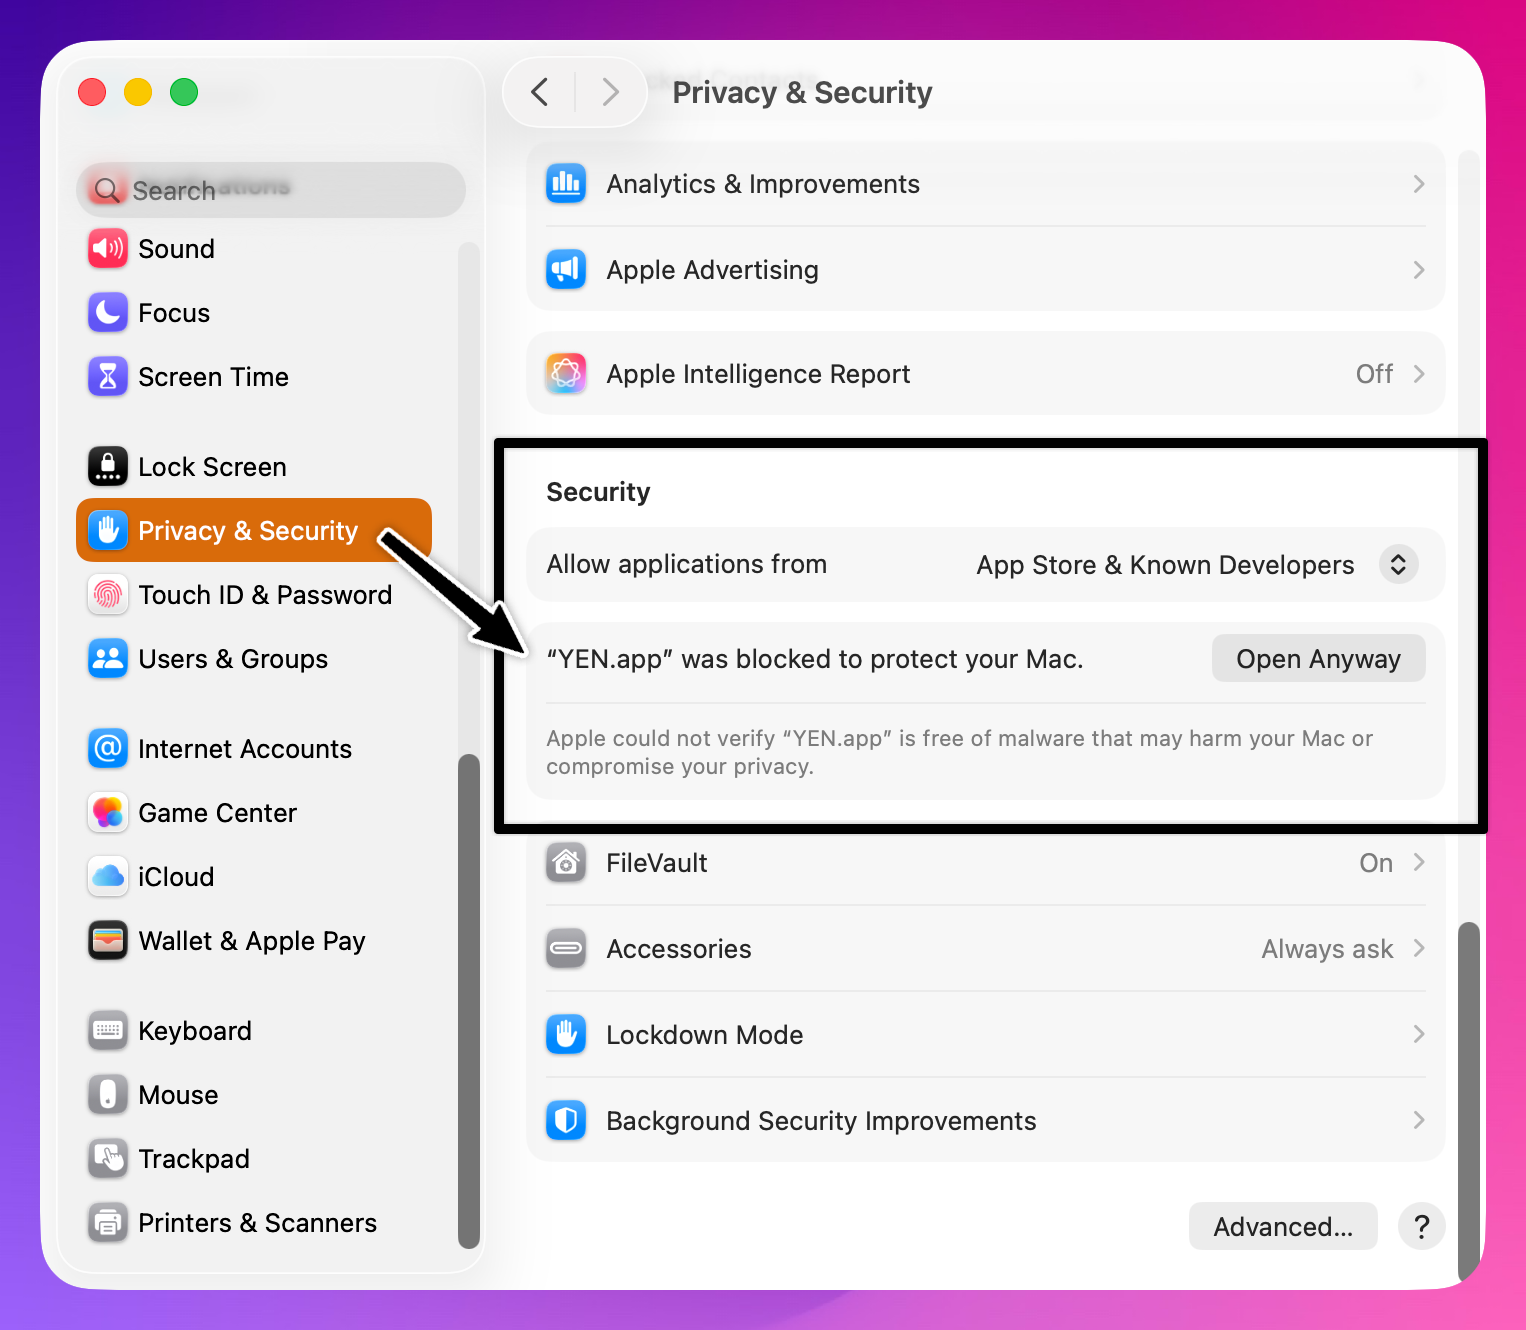 Privacy & Security
Search
Sound
Focus
Screen Time
Lock Screen
Privacy & Security
Touch ID & Password
Users & Groups
Internet Accounts
Game Center
iCloud
Wallet & Apple Pay
Keyboard
Mouse
Trackpad
Printers & Scanners
Analytics & Improvements
Apple Advertising
Apple Intelligence Report Off
Security
Allow applications from App Store & Known Developers
“YEN.app” was blocked to protect your Mac. Open Anyway
Apple could not verify “YEN.app” is free of malware that may harm your Mac or
compromise your privacy.
FileVault On
Accessories Always ask
Lockdown Mode
Background Security Improvements
Advanced... ?